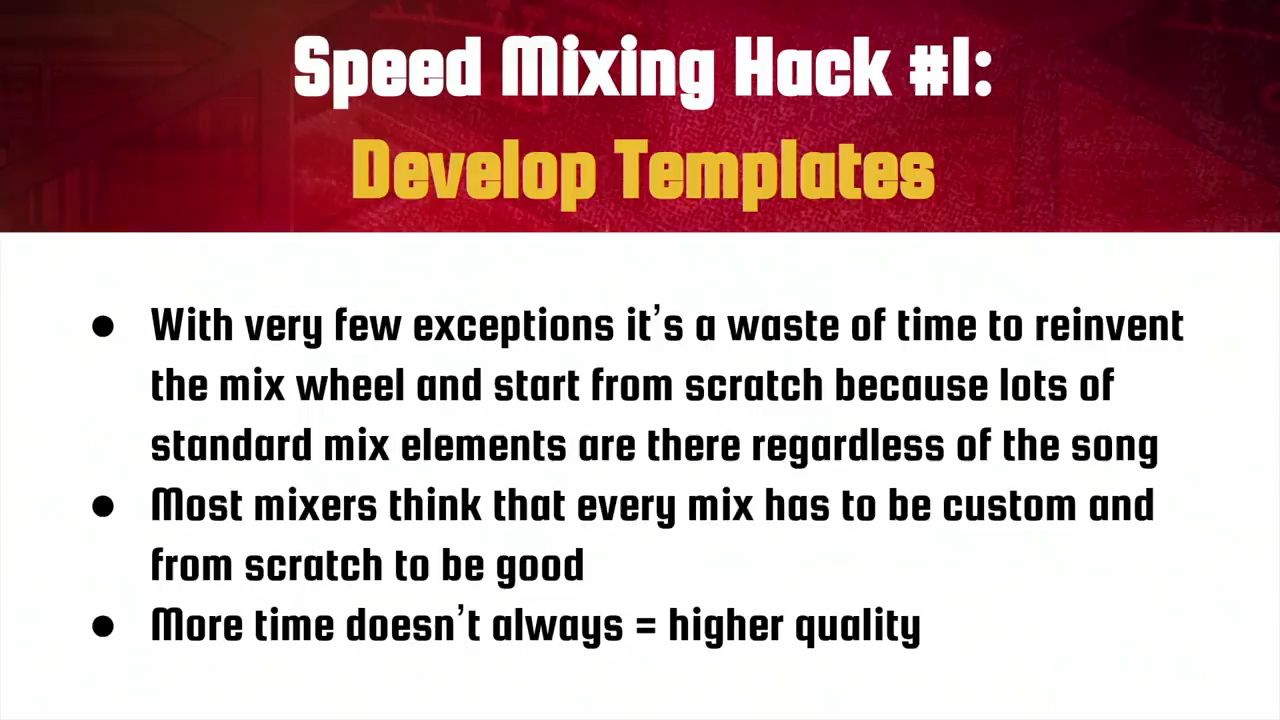 Speed Mixing Hack #1:
Develop Templates
● With very few exceptions it's a waste of time to reinvent
the mix wheel and start from scratch because lots of
standard mix elements are there regardless of the song
● Most mixers think that every mix has to be custom and
from scratch to be good
● More time doesn't always = higher quality